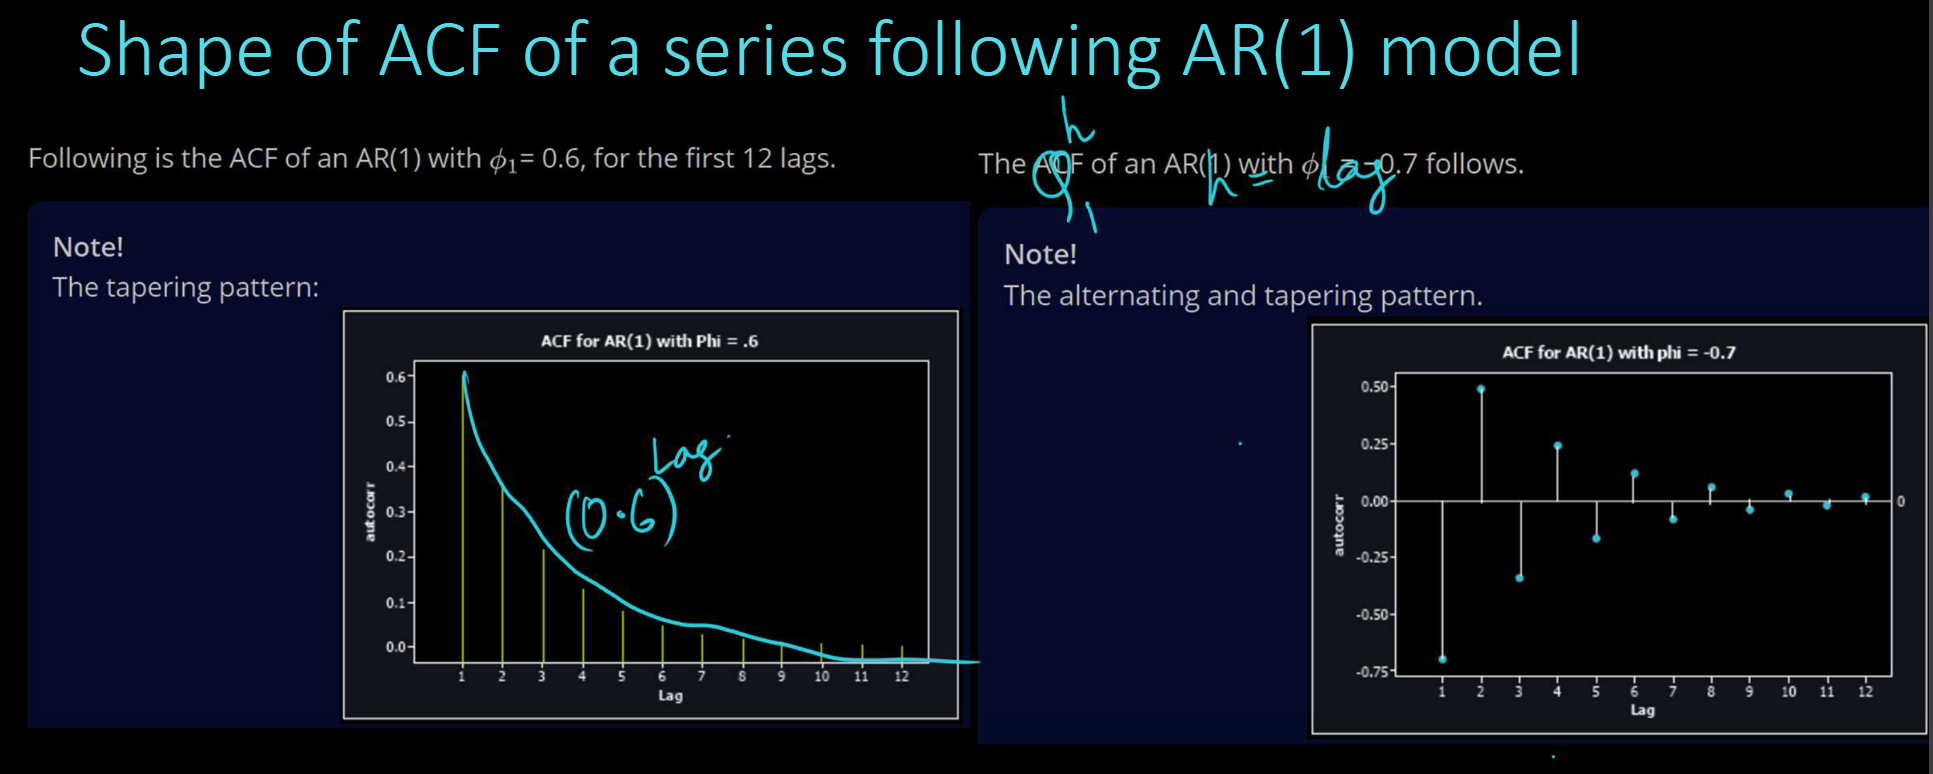 Shape of ACF of a series following AR(1) model
Following is the ACF of an AR(1) with ϕ₁= 0.6, for the first 12 lags.
Note!
The tapering pattern:
ACF for AR(1) with Phi = .6
0.6
0.5
0.4
0.3
0.2
0.1
0.0
autocorr
1 2 3 4 5 6 7 8 9 10 11 12
Lag
(0.6)^Lag
The ACF of an AR(1) with ϕ₁ = -0.7 follows.
h
h = lag
Note!
The alternating and tapering pattern.
ACF for AR(1) with phi = -0.7
0.50
0.25
0.00
-0.25
-0.50
-0.75
autocorr
0
1 2 3 4 5 6 7 8 9 10 11 12
Lag